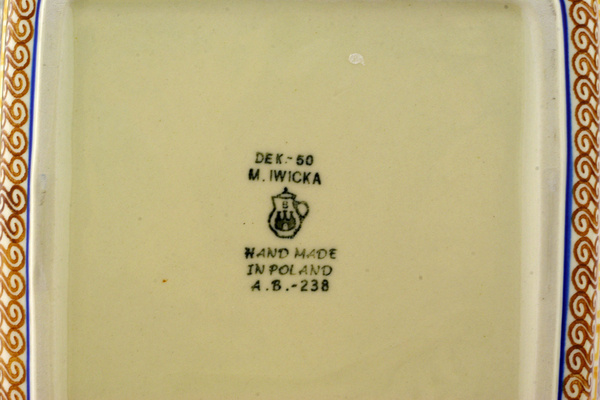 DEK.-50
M. IWICKA
B
HAND MADE
IN POLAND
A.B.-238